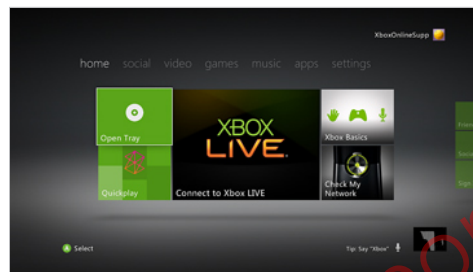 XboxOnlineSupp
home social video games music apps settings
Open Tray
XBOX
LIVE
Xbox Basics
Quickplay
Connect to Xbox LIVE
Check My
Network
A Select
Tip: Say "Xbox"